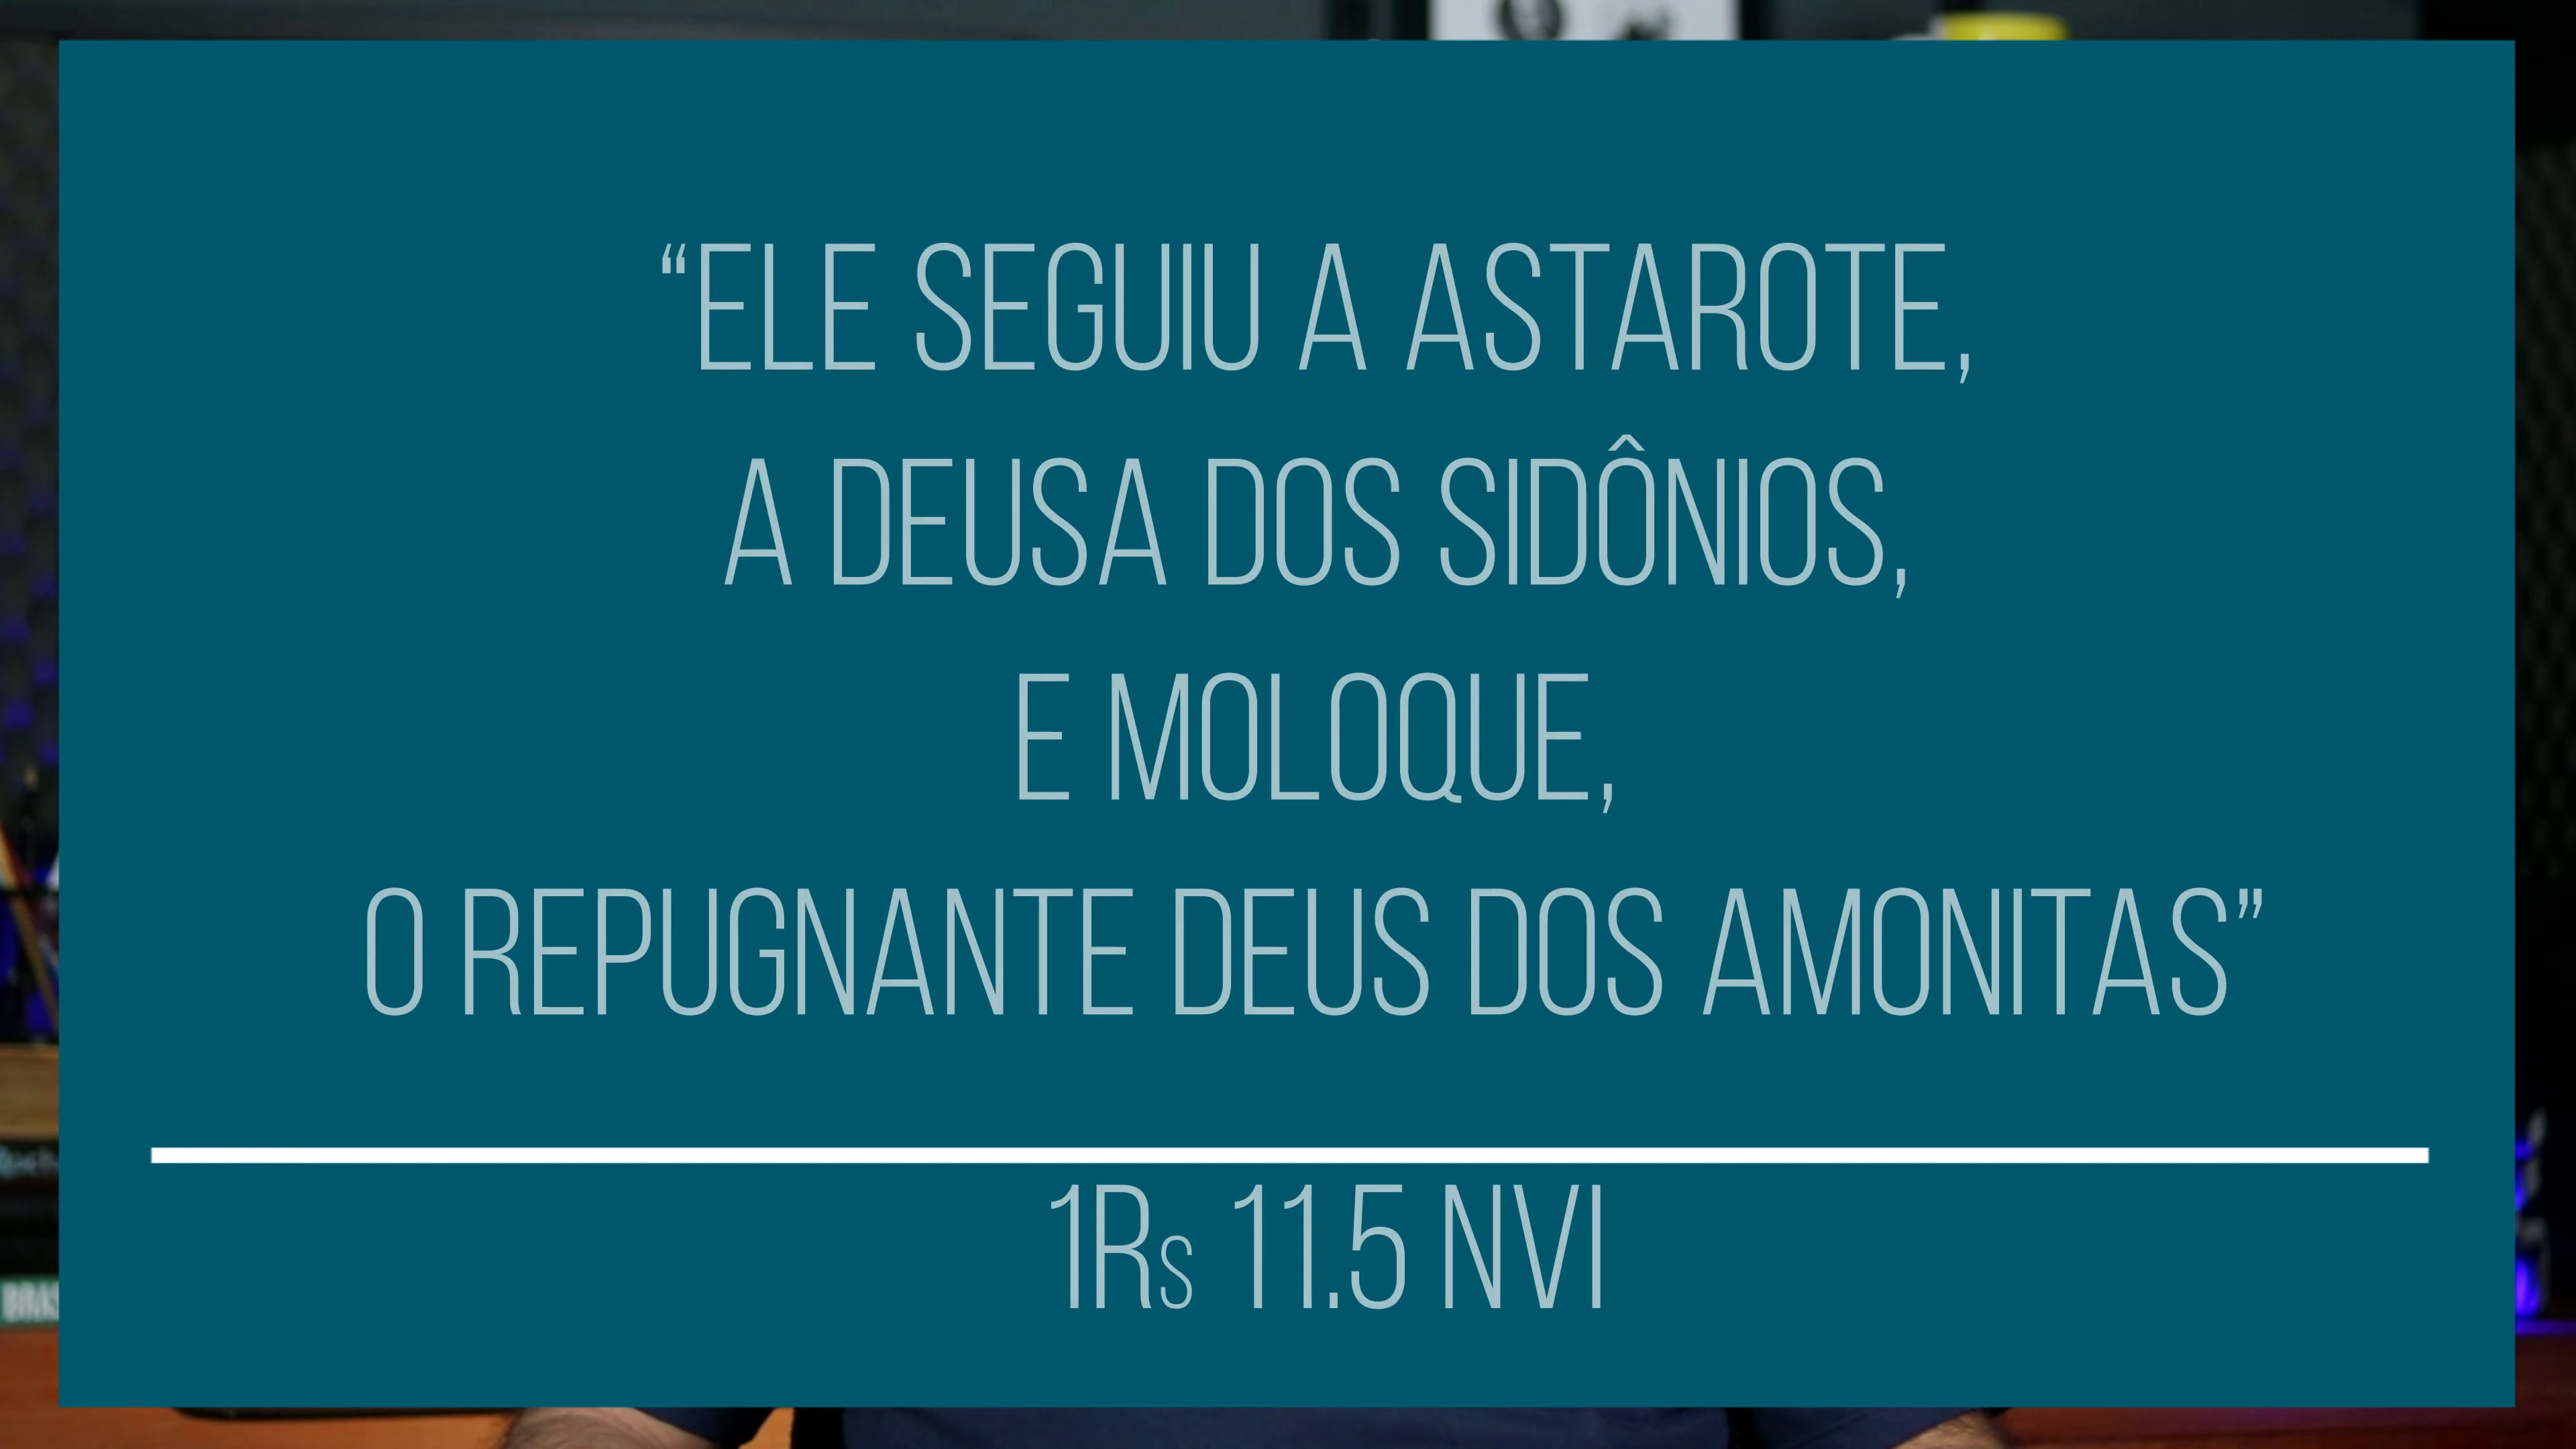 “ELE SEGUIU A ASTAROTE,
A DEUSA DOS SIDÔNIOS,
E MOLOQUE,
O REPUGNANTE DEUS DOS AMONITAS”
1Rs 11.5 NVI